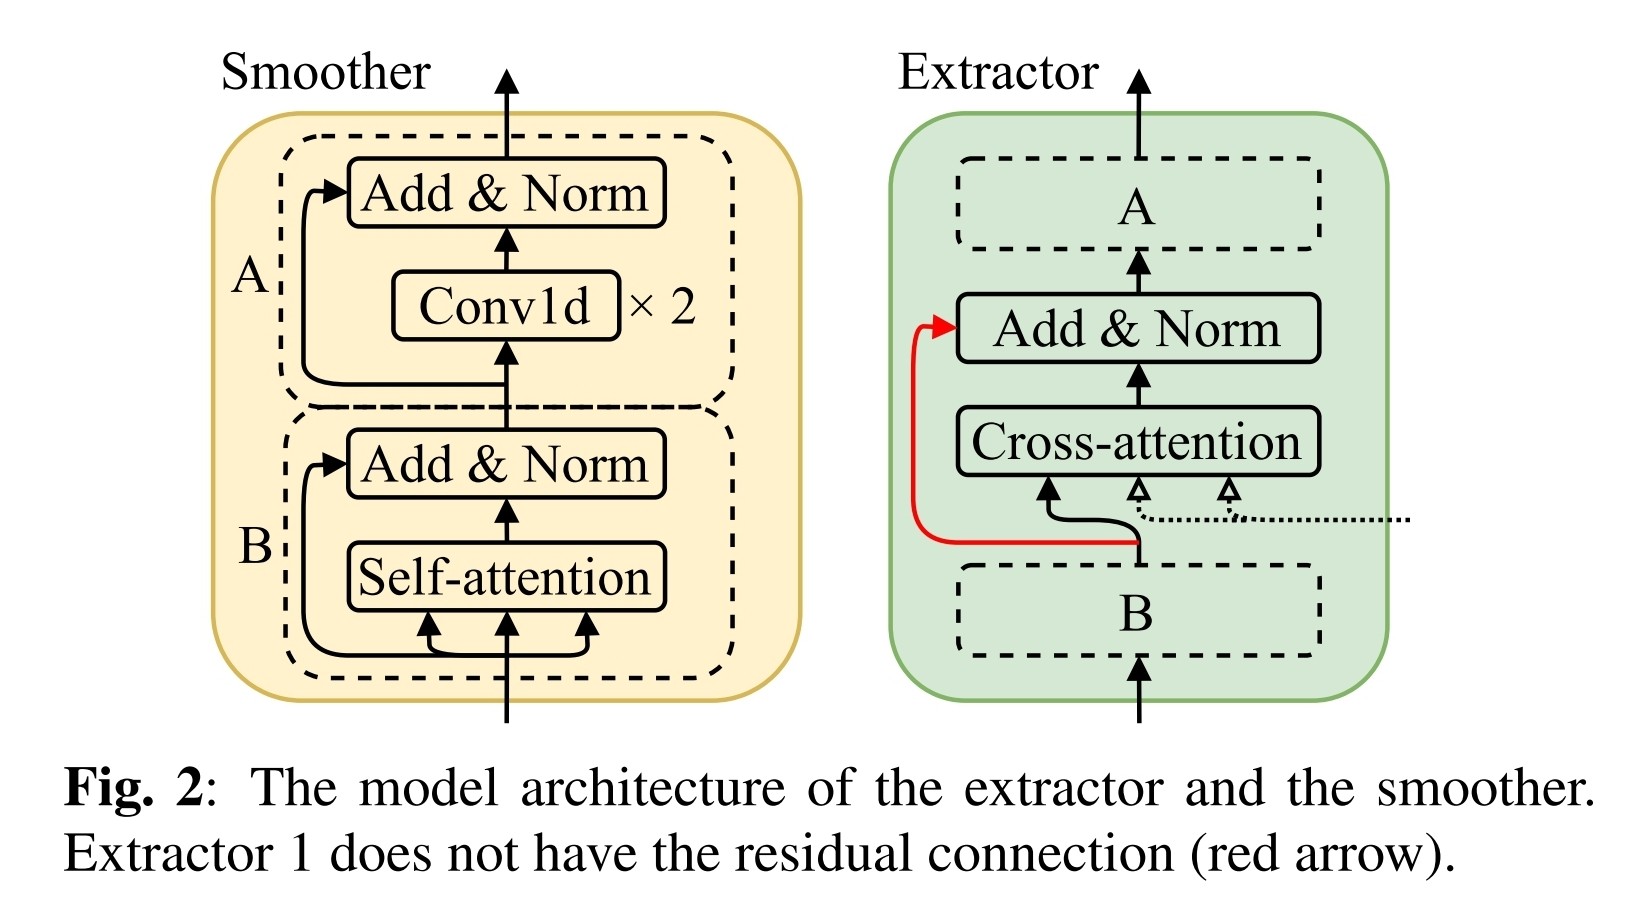 Smoother
Add & Norm
A
Conv1d × 2
Add & Norm
B
Self-attention
Extractor
A
Add & Norm
Cross-attention
B
Fig. 2: The model architecture of the extractor and the smoother.
Extractor 1 does not have the residual connection (red arrow).